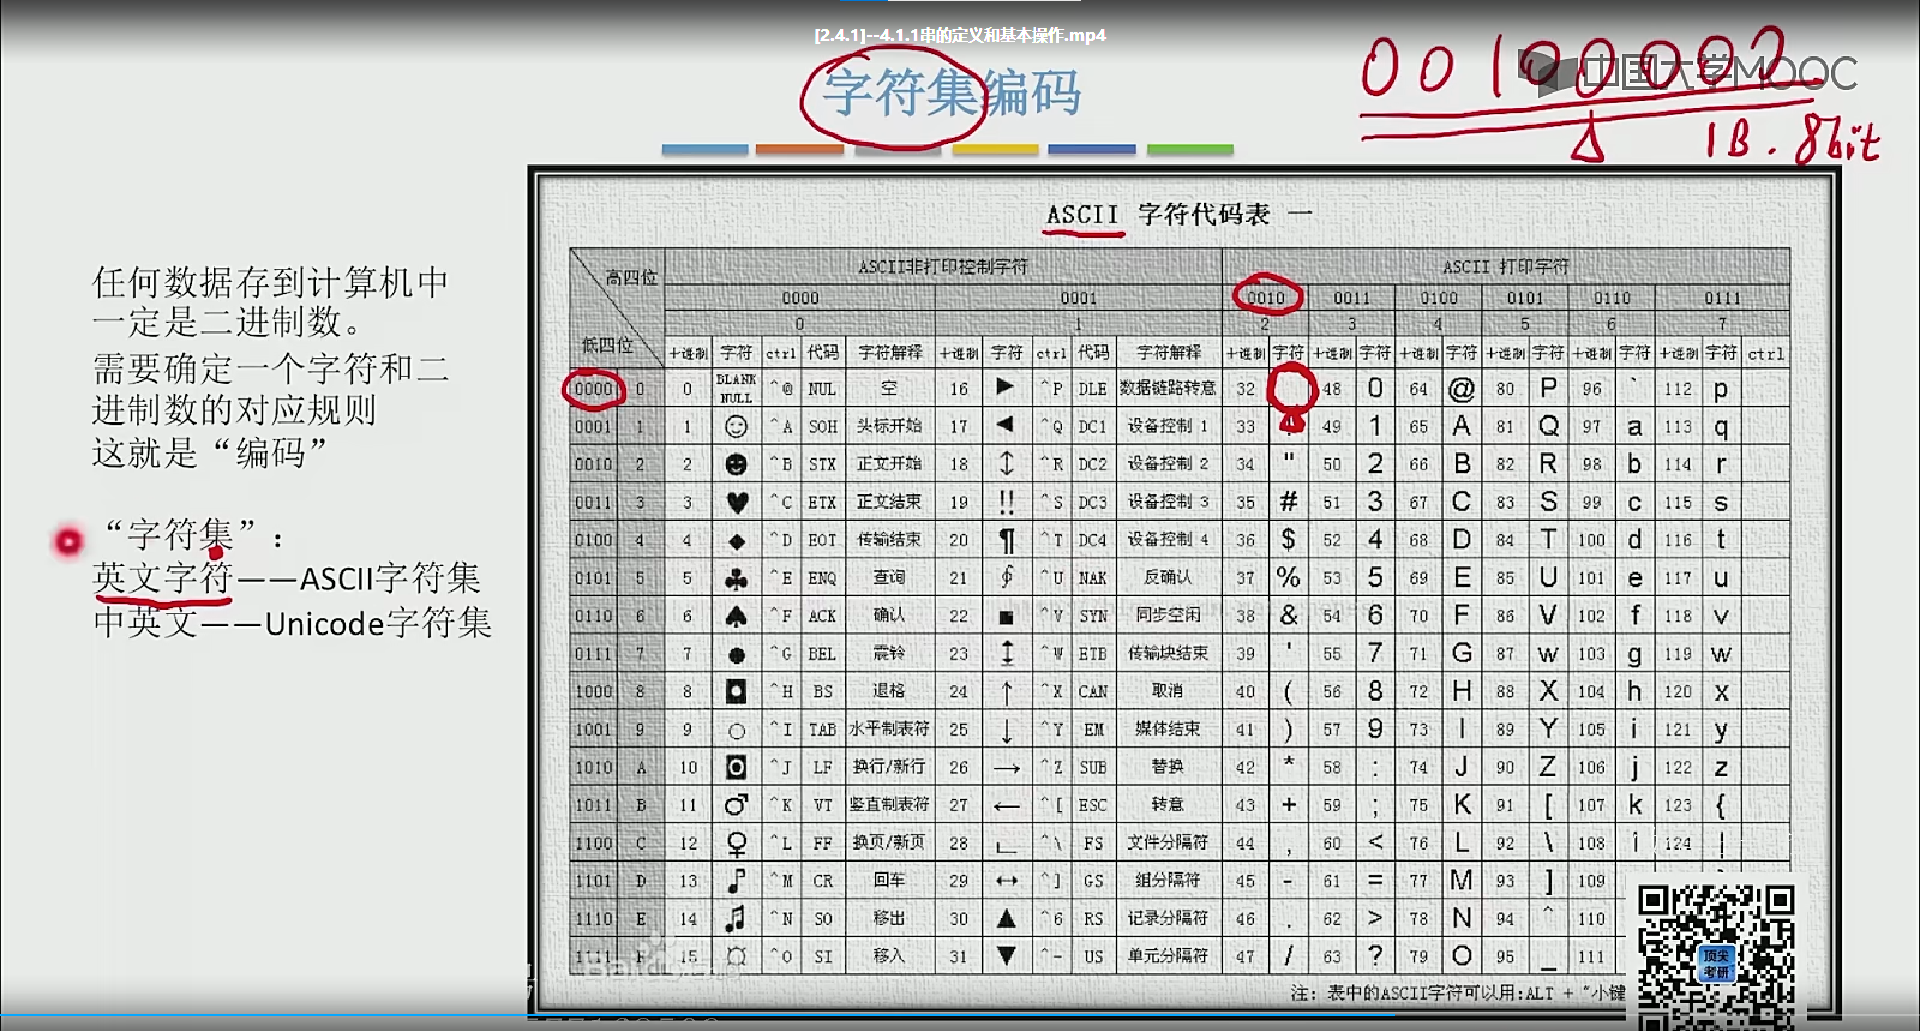 [2.4.1]--4.1.1串的定义和基本操作.mp4
字符集编码
中国大学MOOC
1B. 8bit
任何数据存到计算机中
一定是二进制数。
需要确定一个字符和二
进制数的对应规则
这就是“编码”
“字符集”：
英文字符——ASCII字符集
中英文——Unicode字符集
ASCII 字符代码表 一
高四位 ASCII非打印控制字符 ASCII 打印字符
0000 0001 0010 0011 0100 0101 0110 0111
0 1 2 3 4 5 6 7
低四位 十进制 字符 ctrl 代码 字符解释 十进制 字符 ctrl 代码 字符解释 十进制 字符 十进制 字符 十进制 字符 十进制 字符 十进制 字符 十进制 字符 ctrl
0000 0 0 BLANK NULL ^@ NUL 空 16 ► ^P DLE 数据链路转意 32 48 0 64 @ 80 P 96 ` 112 p
0001 1 1 ☺ ^A SOH 头标开始 17 ◄ ^Q DC1 设备控制 1 33 49 1 65 A 81 Q 97 a 113 q
0010 2 2 ☻ ^B STX 正文开始 18 ↕ ^R DC2 设备控制 2 34 " 50 2 66 B 82 R 98 b 114 r
0011 3 3 ♥ ^C ETX 正文结束 19 ‼ ^S DC3 设备控制 3 35 # 51 3 67 C 83 S 99 c 115 s
0100 4 4 ♦ ^D EOT 传输结束 20 ¶ ^T DC4 设备控制 4 36 $ 52 4 68 D 84 T 100 d 116 t
0101 5 5 ♣ ^E ENQ 查询 21 ∮ ^U NAK 反确认 37 % 53 5 69 E 85 U 101 e 117 u
0110 6 6 ♠ ^F ACK 确认 22 ■ ^V SYN 同步空闲 38 & 54 6 70 F 86 V 102 f 118 v
0111 7 7 ● ^G BEL 震铃 23 ↨ ^W ETB 传输块结束 39 ' 55 7 71 G 87 w 103 g 119 w
1000 8 8 ◘ ^H BS 退格 24 ↑ ^X CAN 取消 40 ( 56 8 72 H 88 X 104 h 120 x
1001 9 9 ○ ^I TAB 水平制表符 25 ↓ ^Y EM 媒体结束 41 ) 57 9 73 I 89 Y 105 i 121 y
1010 A 10 ◙ ^J LF 换行/新行 26 → ^Z SUB 替换 42 * 58 : 74 J 90 Z 106 j 122 z
1011 B 11 ♂ ^K VT 竖直制表符 27 ← ^[ ESC 转意 43 + 59 ; 75 K 91 [ 107 k 123 {
1100 C 12 ♀ ^L FF 换页/新页 28 ∟ ^\ FS 文件分隔符 44 , 60 < 76 L 92 \ 108 124 |
1101 D 13 ♪ ^M CR 回车 29 ↔ ^] GS 组分隔符 45 - 61 = 77 M 93 ] 109
1110 E 14 ♫ ^N SO 移出 30 ▲ ^6 RS 记录分隔符 46 . 62 > 78 N 94 ^ 110
1111 F 15 ¤ ^O SI 移入 31 ▼ ^- US 单元分隔符 47 / 63 ? 79 O 95 _ 111
注：表中的ASCII字符可以用:ALT + “小键
顶尖
考研